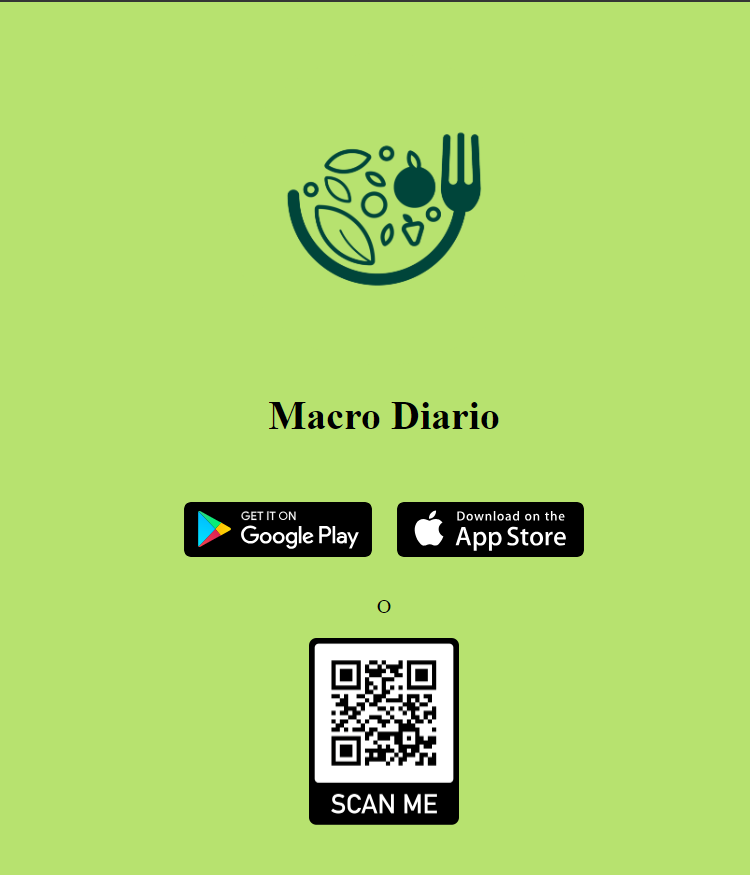 Macro Diario
GET IT ON
Google Play
Download on the
App Store
O
SCAN ME